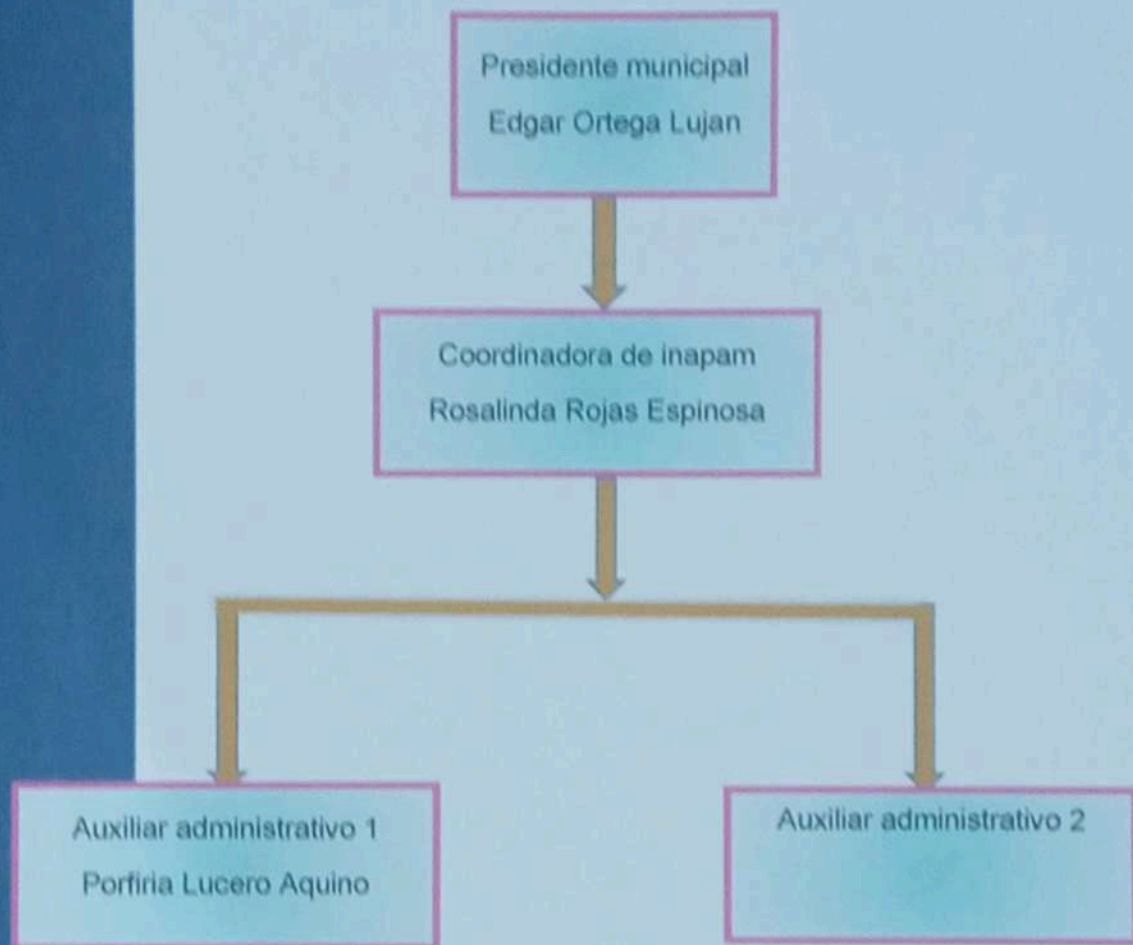 Presidente municipal
Edgar Ortega Lujan
Coordinadora de inapam
Rosalinda Rojas Espinosa
Auxiliar administrativo 1
Porfiria Lucero Aquino
Auxiliar administrativo 2